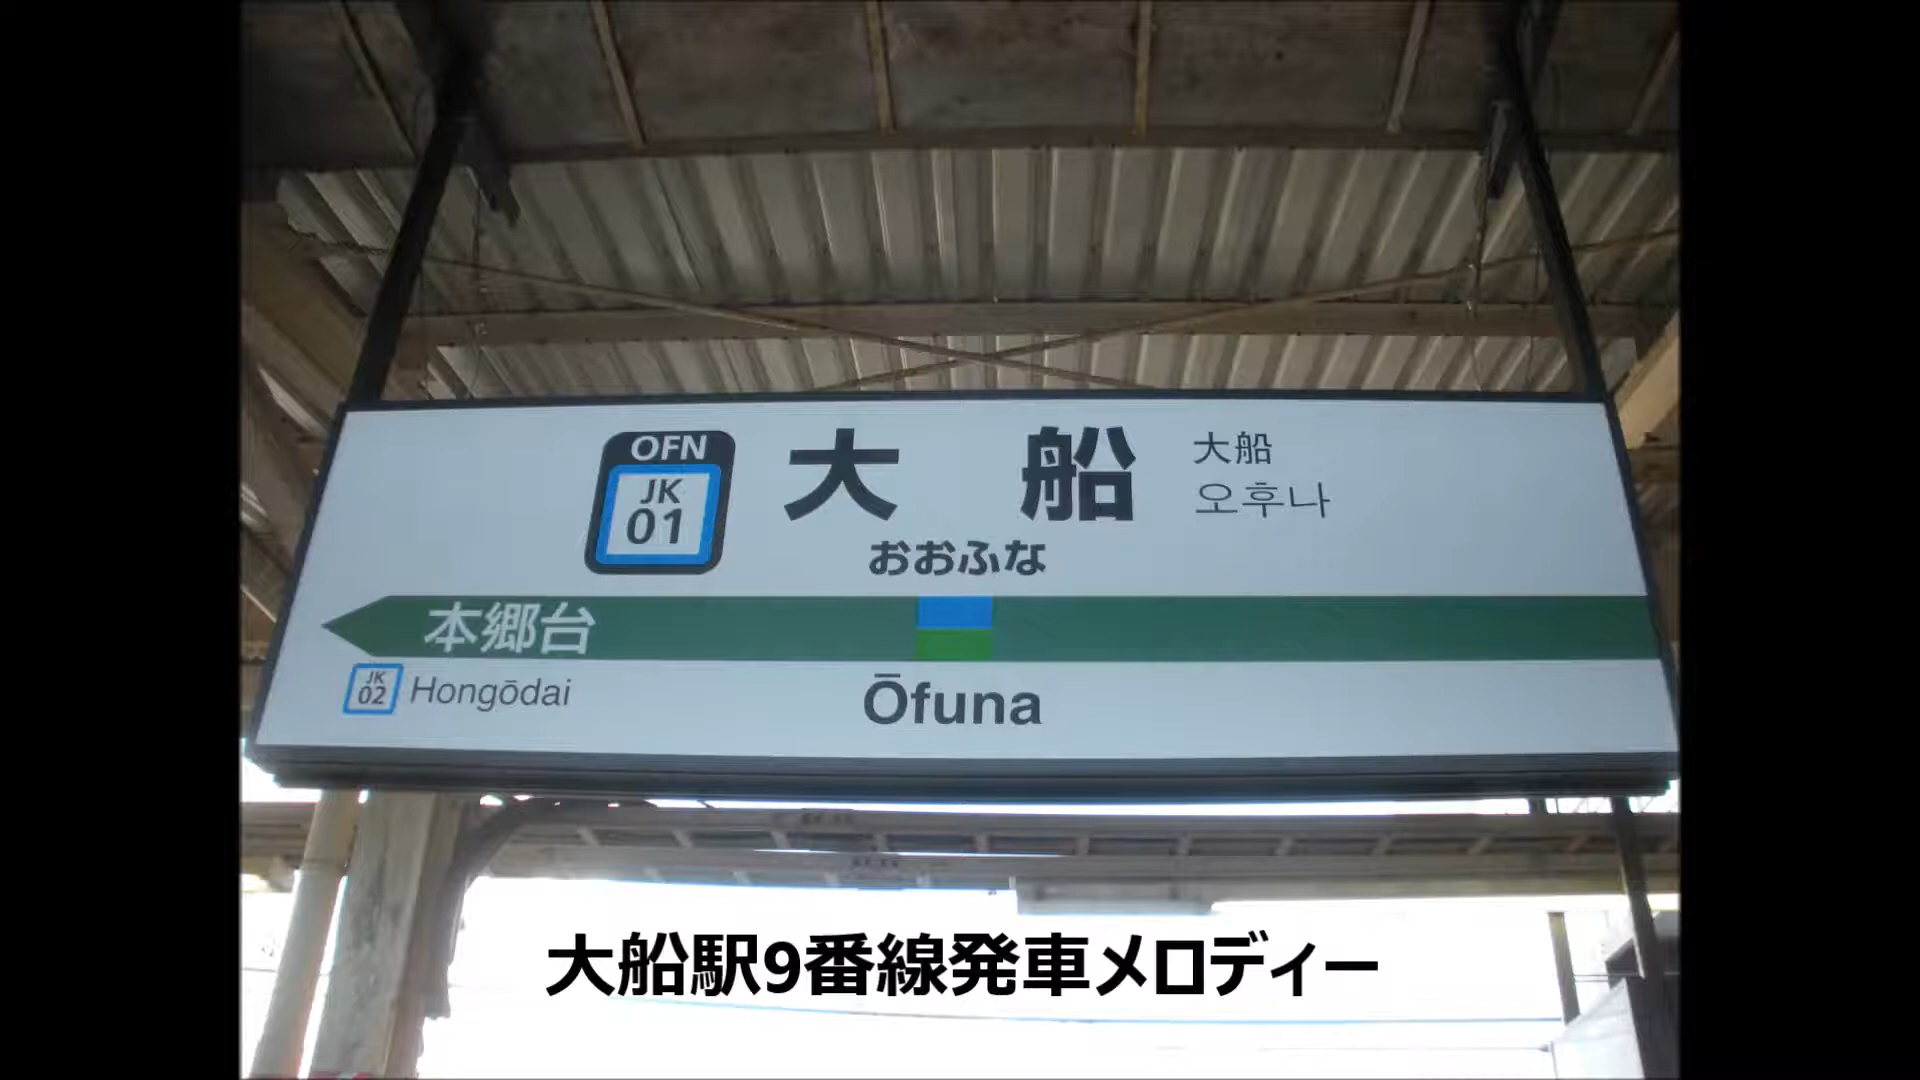 OFN
JK
01
大船
大船
오후나
おおふな
本郷台
JK
02
Hongōdai
Ōfuna
大船駅9番線発車メロディー